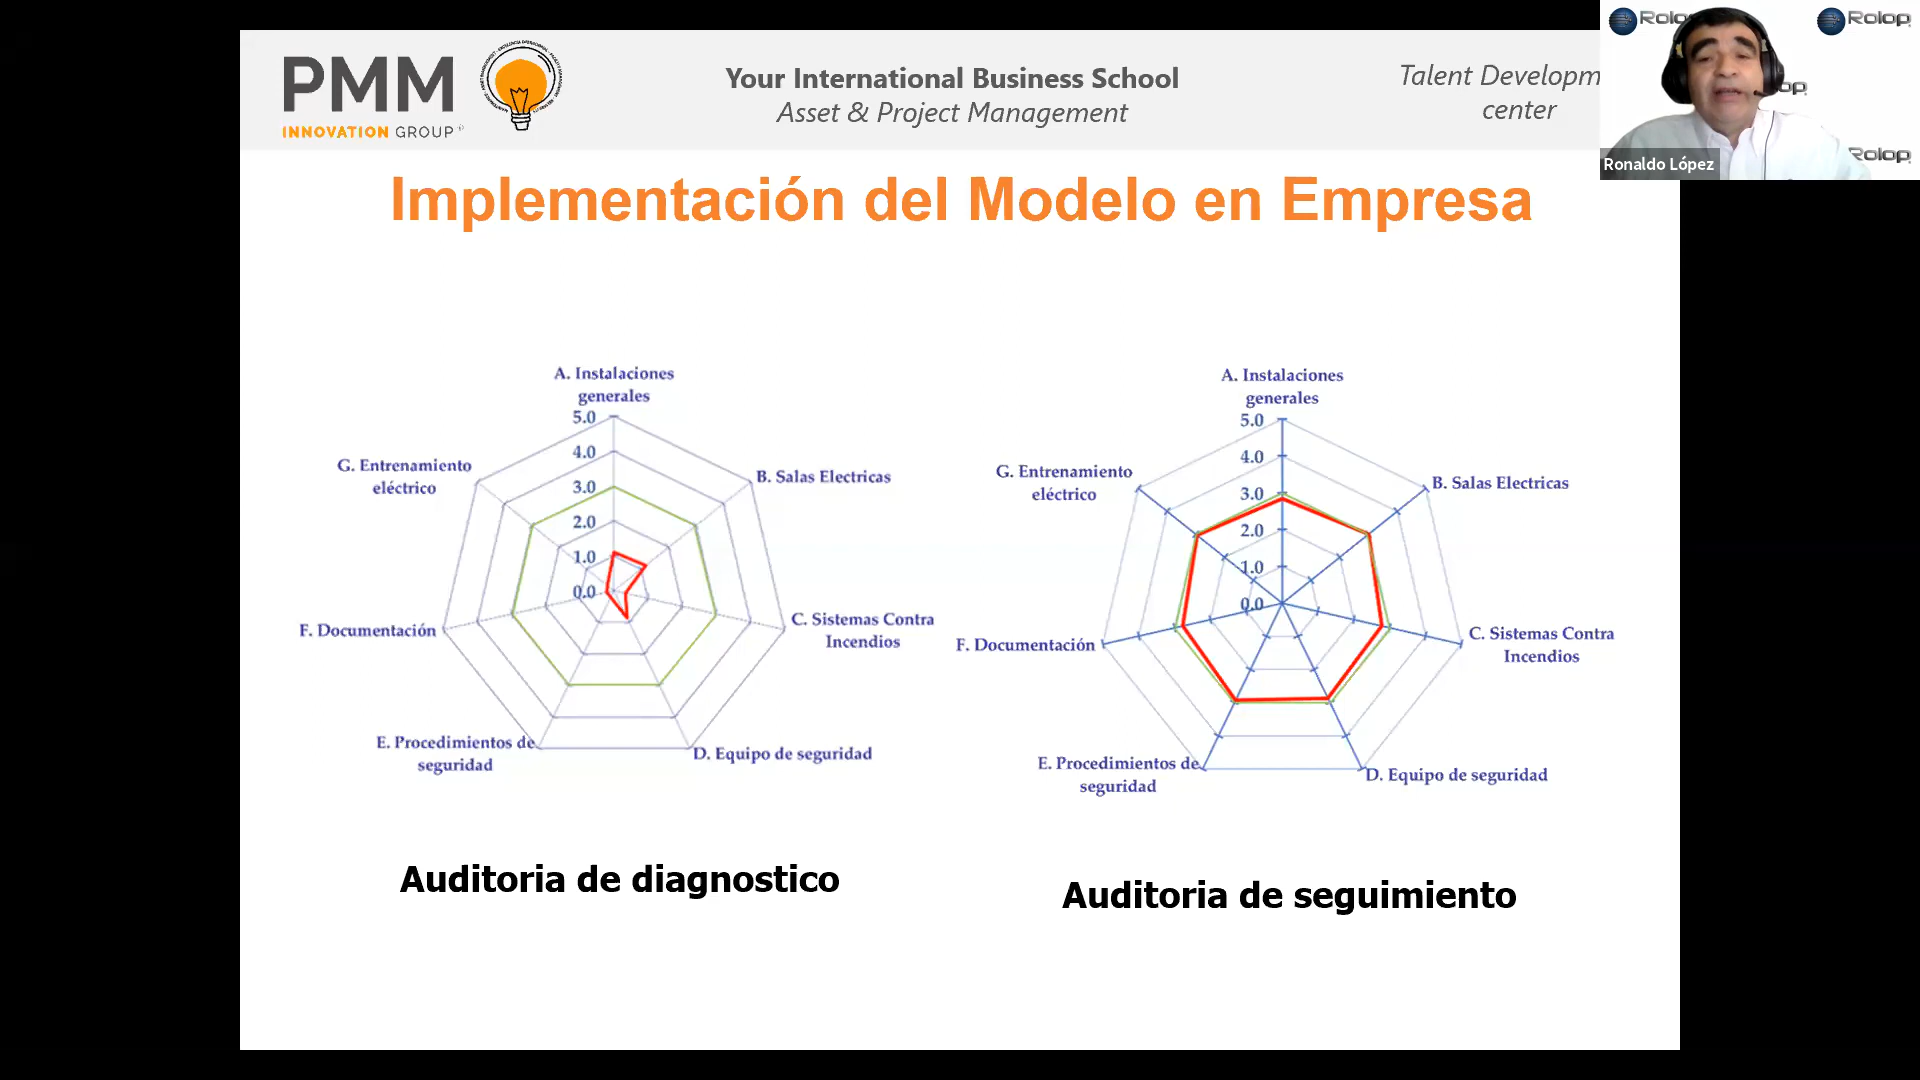 PMM
INNOVATION GROUP
Your International Business School
Asset & Project Management
Talent Developm
center
Rolop
Rolop
op
Rolop
Ronaldo López
Implementación del Modelo en Empresa
A. Instalaciones
generales
5.0
4.0
3.0
2.0
1.0
0.0
B. Salas Electricas
C. Sistemas Contra
Incendios
D. Equipo de seguridad
E. Procedimientos de
seguridad
F. Documentación
G. Entrenamiento
eléctrico
Auditoria de diagnostico
A. Instalaciones
generales
5.0
4.0
3.0
2.0
1.0
0.0
B. Salas Electricas
C. Sistemas Contra
Incendios
D. Equipo de seguridad
E. Procedimientos de
seguridad
F. Documentación
G. Entrenamiento
eléctrico
Auditoria de seguimiento